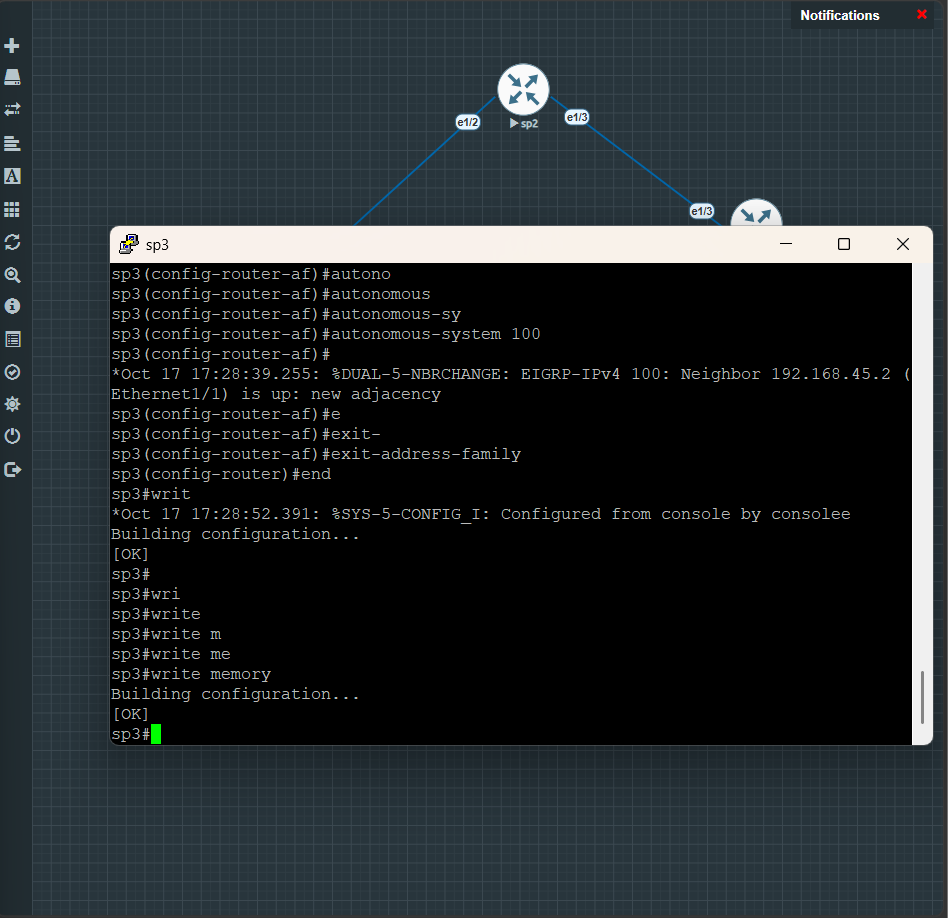 Notifications
e1/2
sp2
e1/3
e1/3
sp3
sp3(config-router-af)#autono
sp3(config-router-af)#autonomous
sp3(config-router-af)#autonomous-sy
sp3(config-router-af)#autonomous-system 100
sp3(config-router-af)#
*Oct 17 17:28:39.255: %DUAL-5-NBRCHANGE: EIGRP-IPv4 100: Neighbor 192.168.45.2 (
Ethernet1/1) is up: new adjacency
sp3(config-router-af)#e
sp3(config-router-af)#exit-
sp3(config-router-af)#exit-address-family
sp3(config-router)#end
sp3#writ
*Oct 17 17:28:52.391: %SYS-5-CONFIG_I: Configured from console by consolee
Building configuration...
[OK]
sp3#
sp3#wri
sp3#write
sp3#write m
sp3#write me
sp3#write memory
Building configuration...
[OK]
sp3#